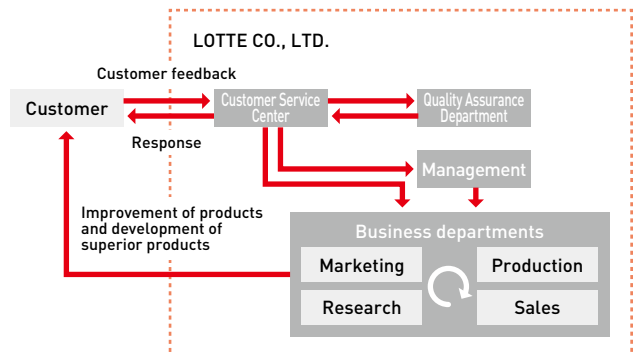 LOTTE CO., LTD.
Customer feedback
Customer
Customer Service
Center
Quality Assurance
Department
Response
Management
Improvement of products
and development of
superior products
Business departments
Marketing
Production
Research
Sales